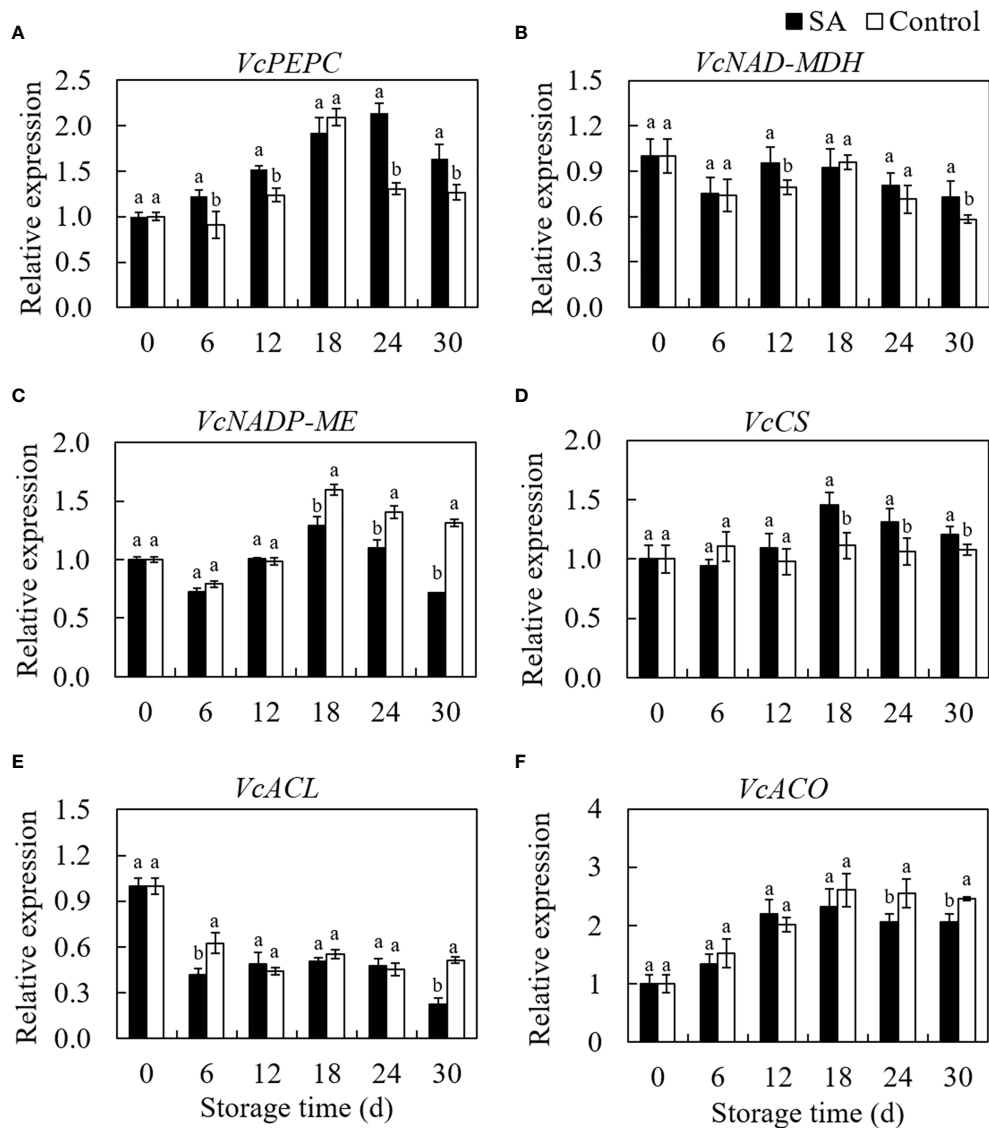 ■ SA □ Control
A
VcPEPC
Relative expression
2.5
2.0
1.5
1.0
0.5
0.0
a a
a b
a b
a a
a b
a b
0 6 12 18 24 30
B
VcNAD-MDH
Relative expression
1.5
1.2
0.9
0.6
0.3
0.0
a a
a a
a b
a a
a a
a b
0 6 12 18 24 30
C
VcNADP-ME
Relative expression
2.0
1.5
1.0
0.5
0.0
a a
a a
a a
b a
b a
b a
0 6 12 18 24 30
D
VcCS
Relative expression
2.0
1.5
1.0
0.5
0.0
a a
a a
a a
a b
a b
a b
0 6 12 18 24 30
E
VcACL
Relative expression
1.5
1.2
0.9
0.6
0.3
0.0
a a
b a
a a
a a
a a
b a
0 6 12 18 24 30
Storage time (d)
F
VcACO
Relative expression
4
3
2
1
0
a a
a a
a a
a a
b a
b a
0 6 12 18 24 30
Storage time (d)